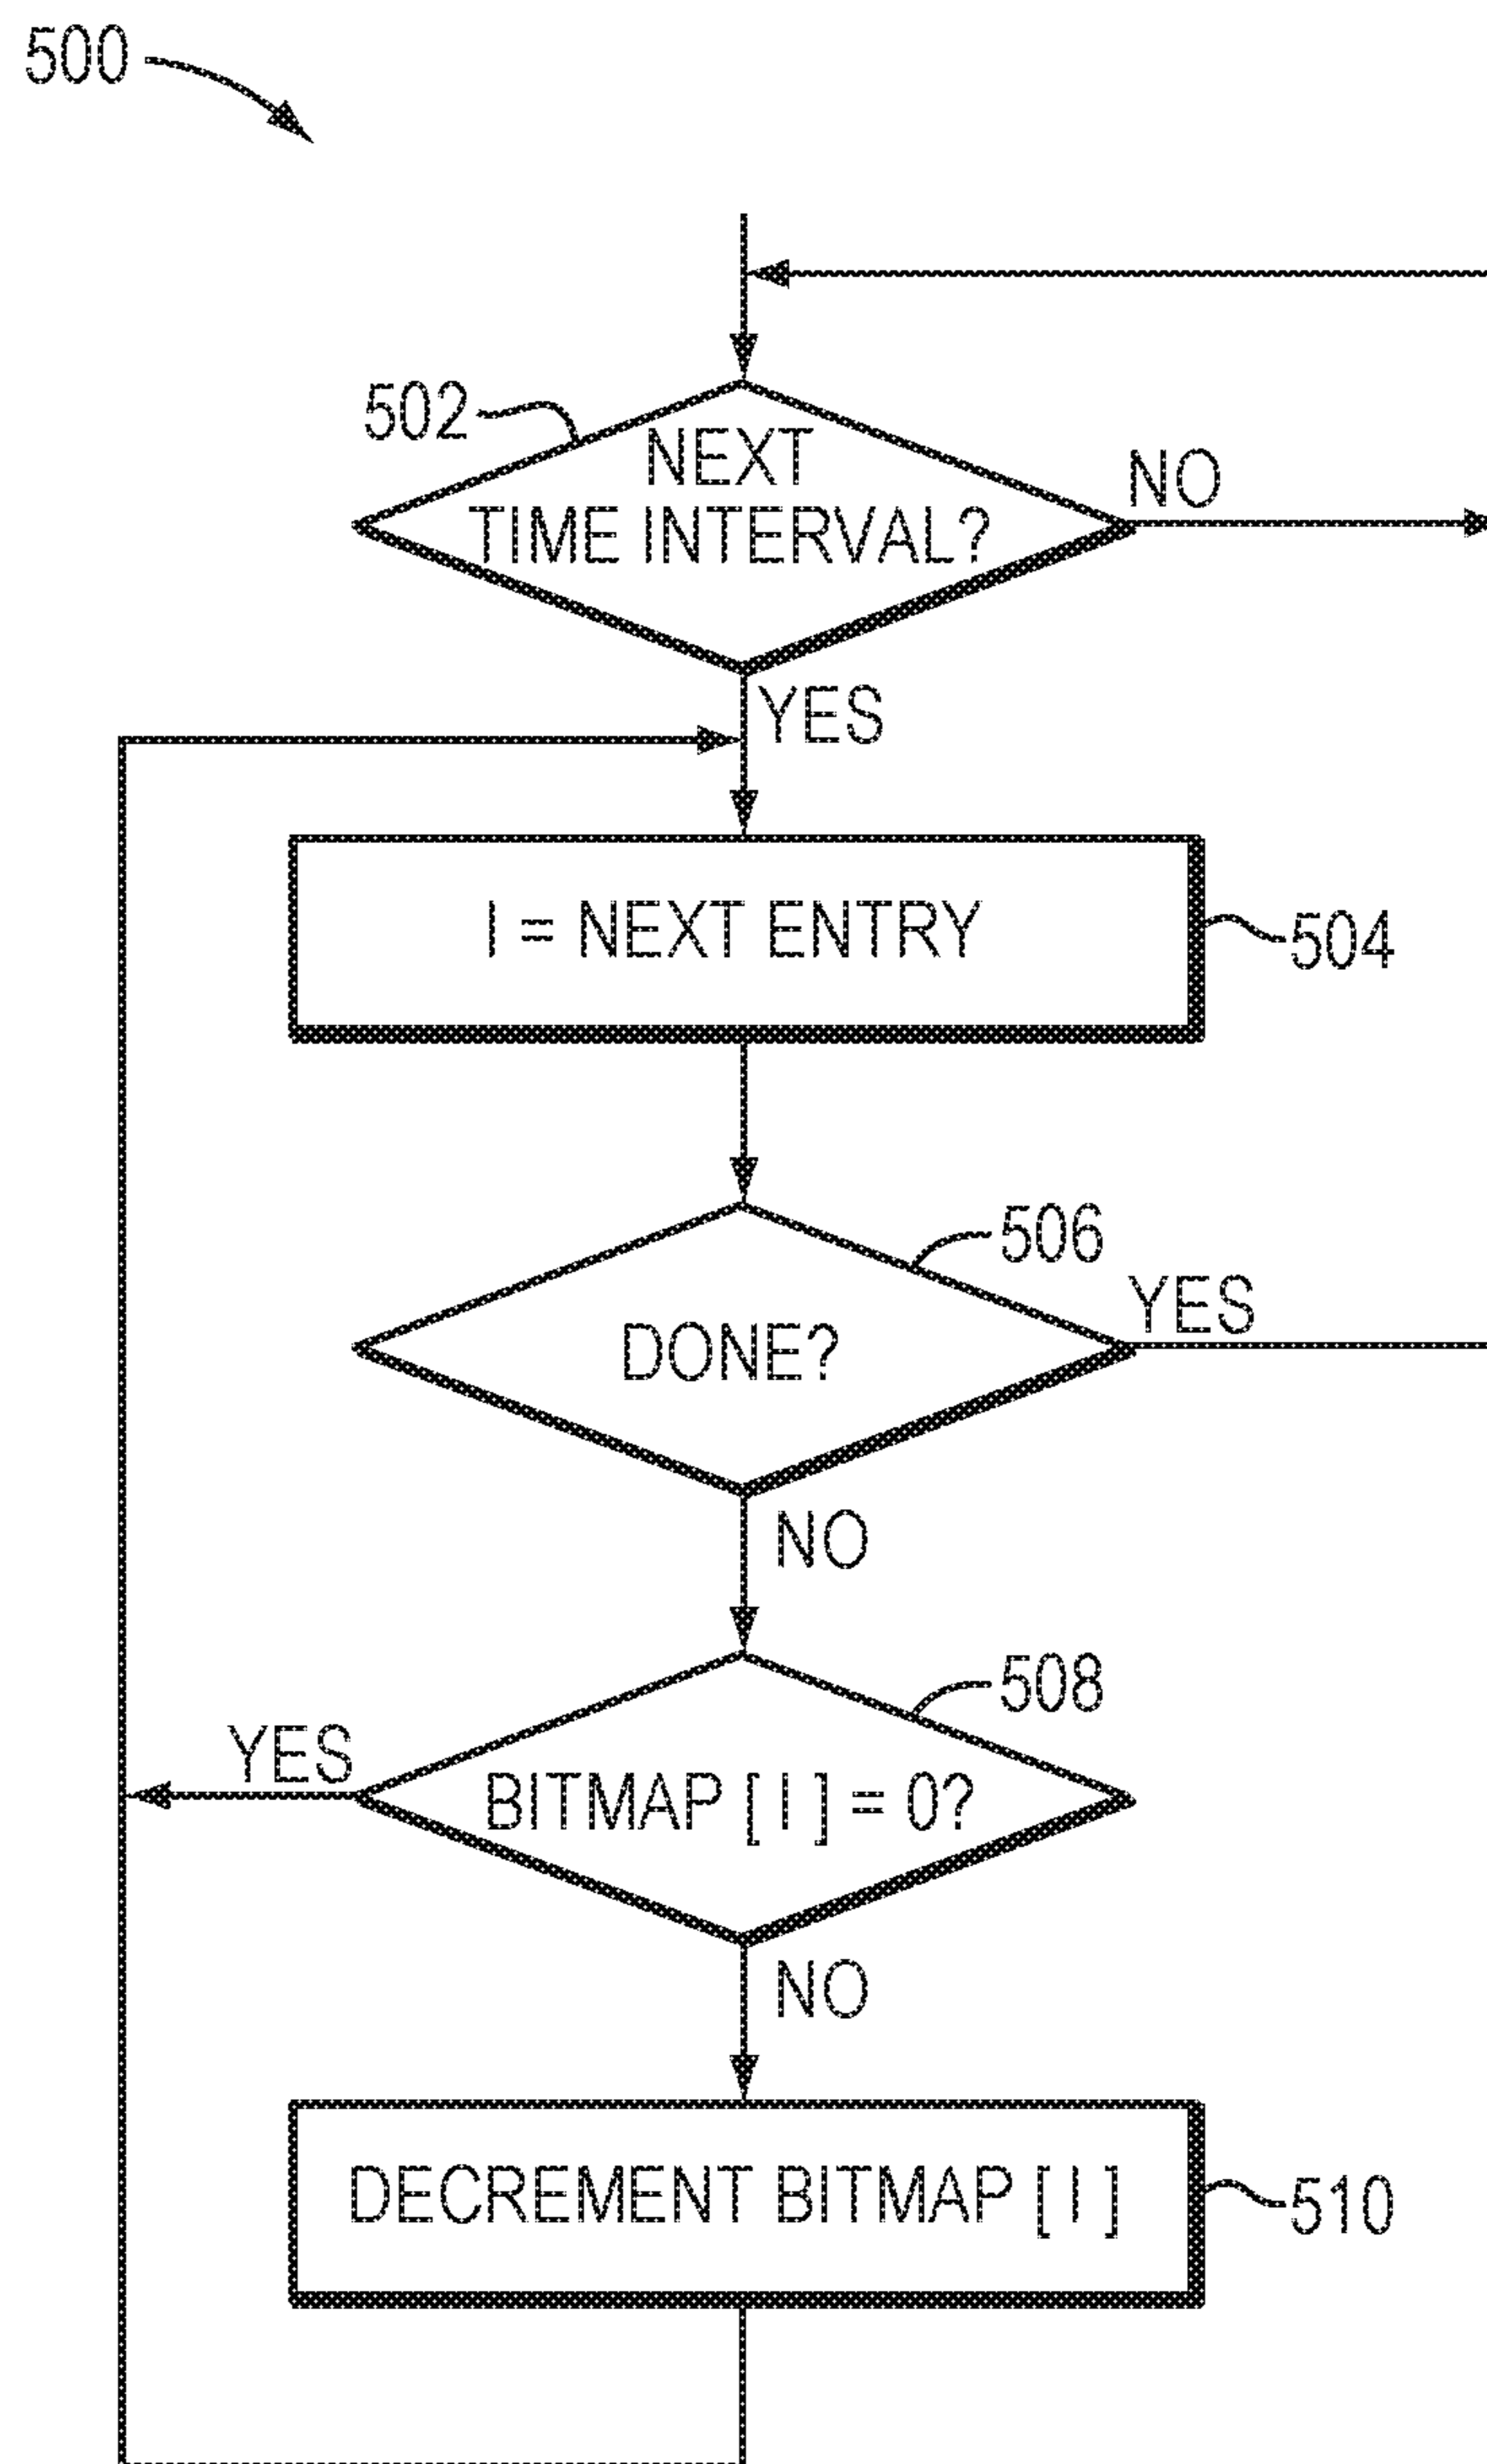 500
502
NEXT
TIME INTERVAL?
NO
YES
I = NEXT ENTRY
504
506
DONE?
YES
NO
508
YES
BITMAP [ I ] = 0?
NO
DECREMENT BITMAP [ I ]
510